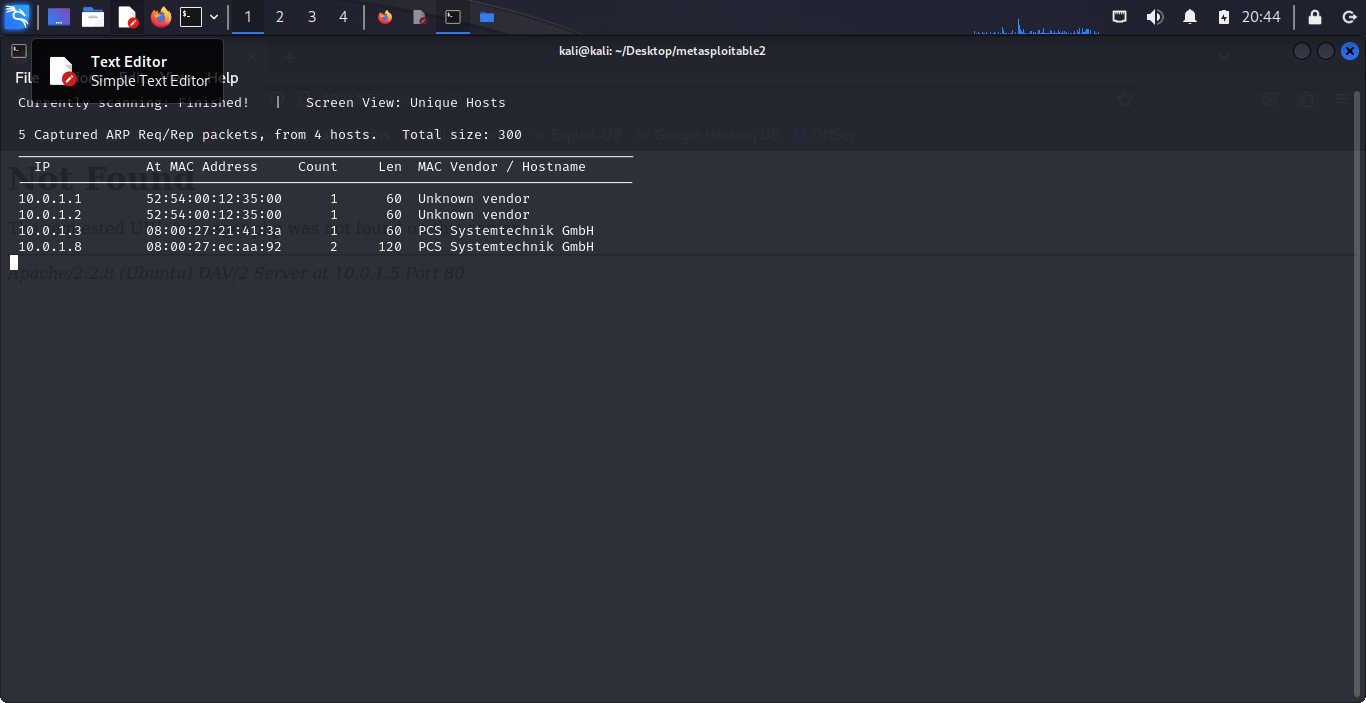 1 2 3 4 20:44
kali@kali: ~/Desktop/metasploitable2
Text Editor
Simple Text Editor
File Help
Currently scanning: Finished! | Screen View: Unique Hosts
5 Captured ARP Req/Rep packets, from 4 hosts. Total size: 300
Exploit-DB Google Hacking DB OffSec
IP At MAC Address Count Len MAC Vendor / Hostname
Not Found
10.0.1.1 52:54:00:12:35:00 1 60 Unknown vendor
10.0.1.2 52:54:00:12:35:00 1 60 Unknown vendor
was not found
10.0.1.3 08:00:27:21:41:3a 1 60 PCS Systemtechnik GmbH
10.0.1.8 08:00:27:ec:aa:92 2 120 PCS Systemtechnik GmbH
Apache/2.2.8 (Ubuntu) DAV/2 Server at 10.0.1.5 Port 80